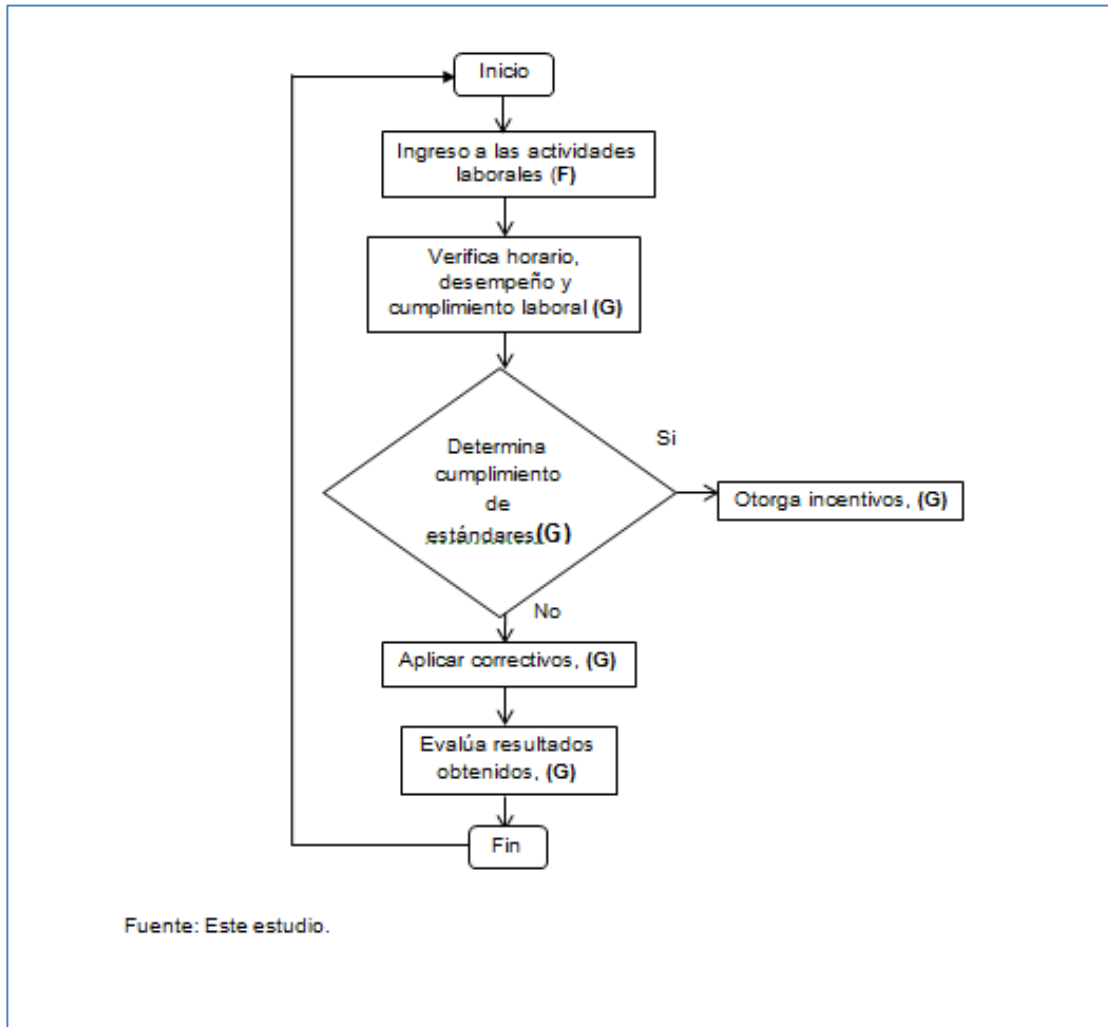 Inicio
Ingreso a las actividades
laborales (F)
Verifica horario,
desempeño y
cumplimiento laboral (G)
Determina
cumplimiento
de
estándares(G)
Si
Otorga incentivos, (G)
No
Aplicar correctivos, (G)
Evalúa resultados
obtenidos, (G)
Fin
Fuente: Este estudio.